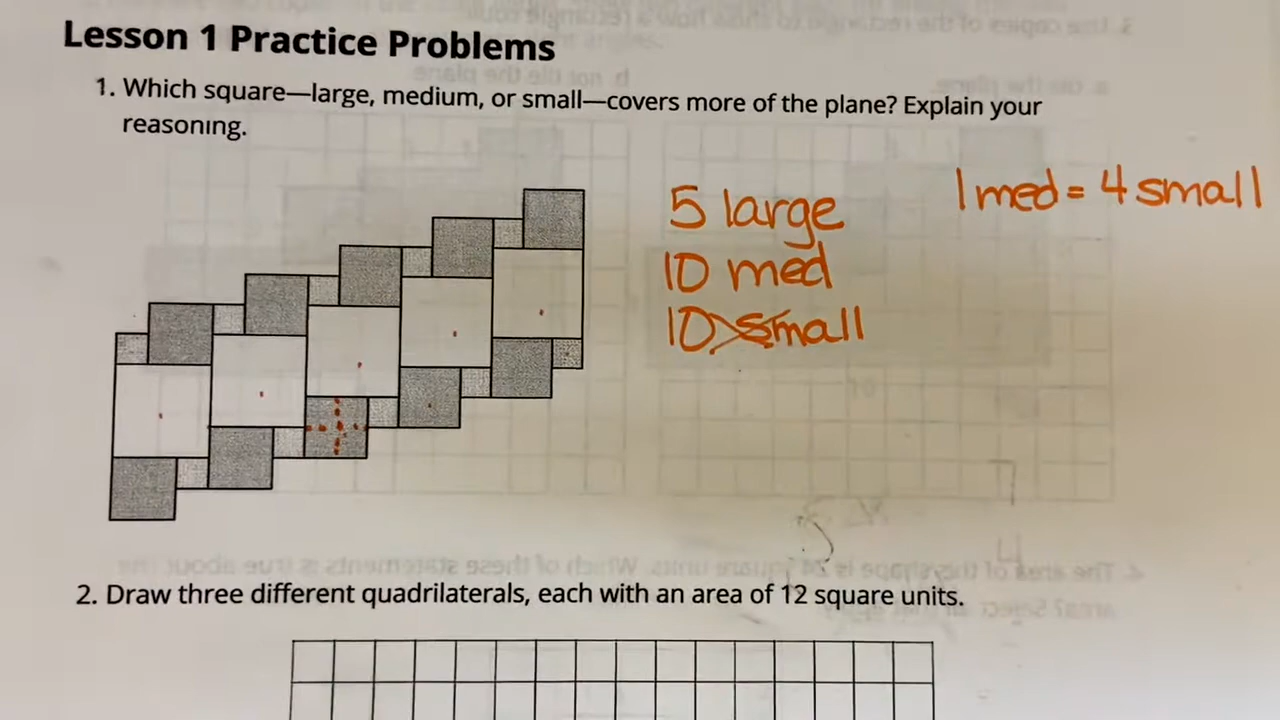 Lesson 1 Practice Problems
1. Which square—large, medium, or small—covers more of the plane? Explain your
reasoning.
5 large
10 med
10 small
1 med = 4 small
2. Draw three different quadrilaterals, each with an area of 12 square units.